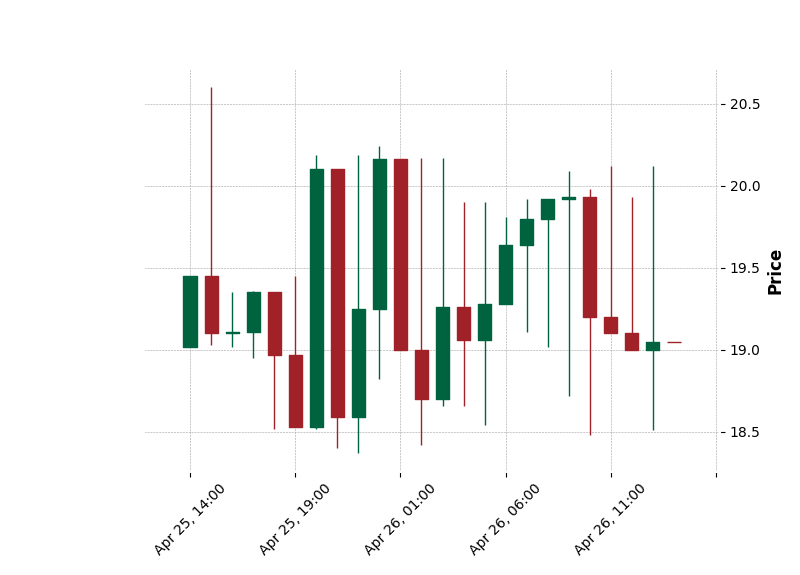 20.5
20.0
19.5
19.0
18.5
Price
Apr 25, 14:00
Apr 25, 19:00
Apr 26, 01:00
Apr 26, 06:00
Apr 26, 11:00